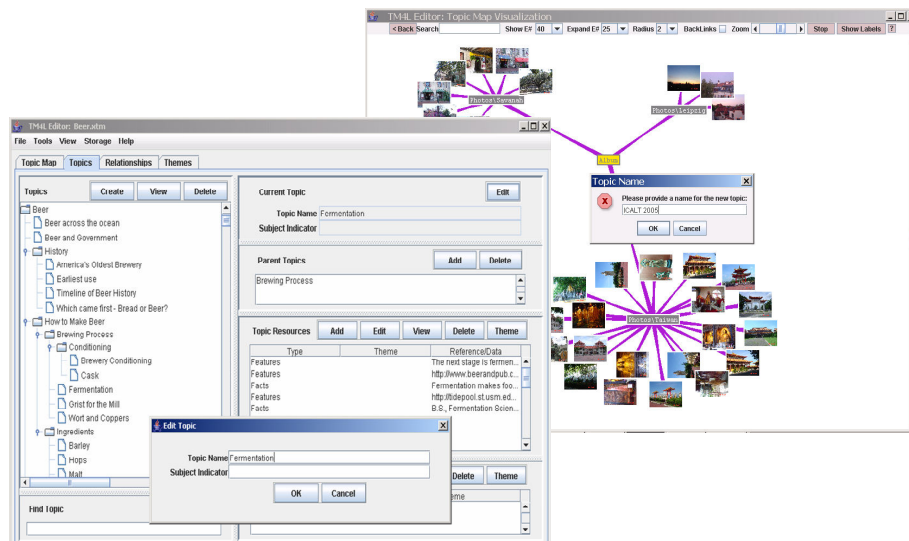 TM4L Editor: Topic Map Visualization
< Back Search Show E# 40 Expand E# 25 Radius 2 BackLinks Zoom Stop Show Labels ?
Photos\Savanah
Photos\leipzig
Album
Topic Name X
Please provide a name for the new topic:
ICALT 2005
OK Cancel
Photos\Taiwan
TM4L Editor: Beer.xtm
File Tools View Storage Help
Topic Map Topics Relationships Themes
Topics Create View Delete
Beer
Beer across the ocean
Beer and Government
History
America's Oldest Brewery
Earliest use
Timeline of Beer History
Which came first - Bread or Beer?
How to Make Beer
Brewing Process
Conditioning
Brewery Conditioning
Cask
Fermentation
Grist for the Mill
Wort and Coppers
Ingredients
Barley
Hops
Malt
Find Topic
Current Topic Edit
Topic Name Fermentation
Subject Indicator
Parent Topics Add Delete
Brewing Process
Topic Resources Add Edit View Delete Theme
Type Theme Reference/Data
Features The next stage is fermen...
Features http://www.beerandpub.c...
Facts Fermentation makes foo...
Features http://tidepool.st.usm.ed...
Facts B.S., Fermentation Scien...
Delete Theme
eme
Edit Topic X
Topic Name Fermentation
Subject Indicator
OK Cancel